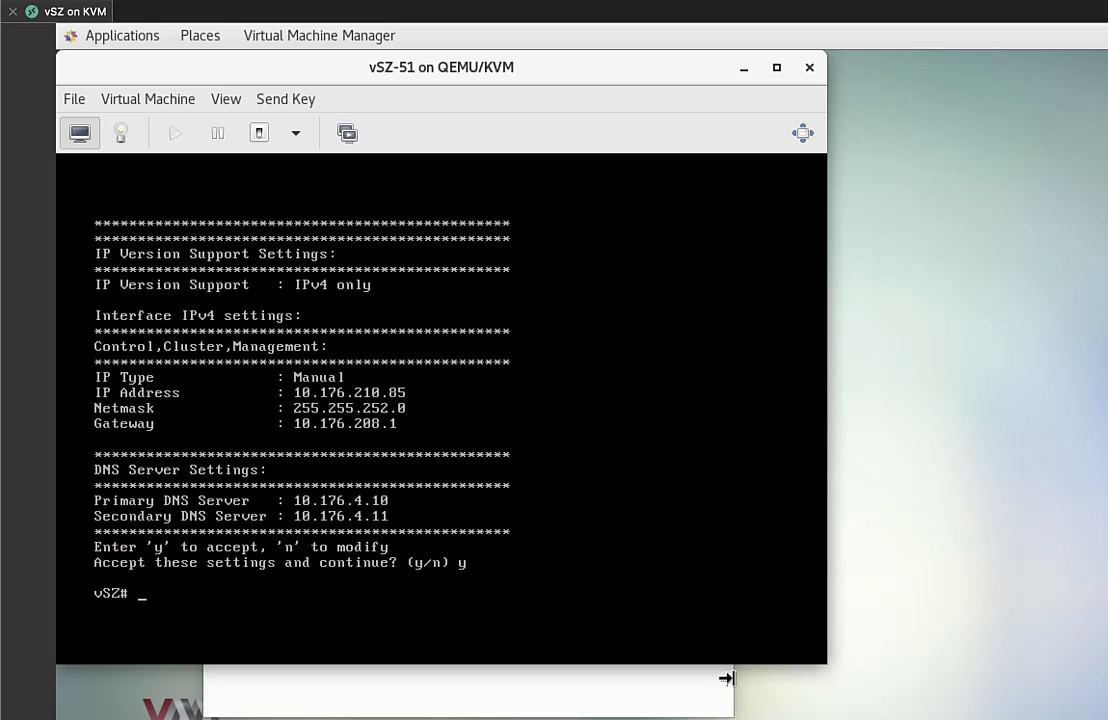 vSZ on KVM
Applications Places Virtual Machine Manager
vSZ-51 on QEMU/KVM
File Virtual Machine View Send Key
************************************************
************************************************
IP Version Support Settings:
************************************************
IP Version Support : IPv4 only
Interface IPv4 settings:
************************************************
Control,Cluster,Management:
************************************************
IP Type : Manual
IP Address : 10.176.210.85
Netmask : 255.255.252.0
Gateway : 10.176.208.1
************************************************
DNS Server Settings:
************************************************
Primary DNS Server : 10.176.4.10
Secondary DNS Server : 10.176.4.11
************************************************
Enter 'y' to accept, 'n' to modify
Accept these settings and continue? (y/n) y
vSZ# _